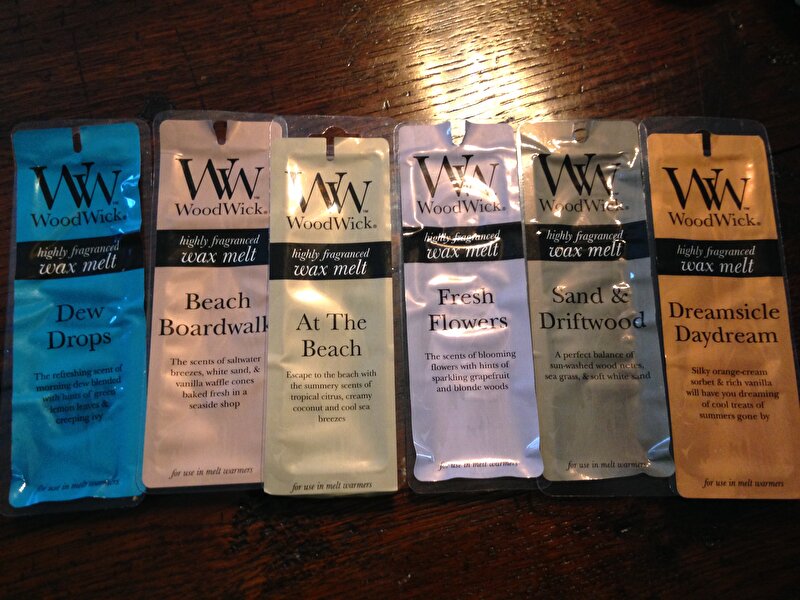 WW
WoodWick®
highly fragranced
wax melt
Dew
Drops
The refreshing scent of
morning dew blended
with hints of green
lemon leaves &
creeping ivy
for use in melt warmers
WW™
WoodWick®
highly fragranced
wax melt
Beach
Boardwalk
The scents of saltwater
breezes, white sand, &
vanilla waffle cones
baked fresh in a
seaside shop
for use in melt warmers
WW™
WoodWick®
highly fragranced
wax melt
At The
Beach
Escape to the beach with
the summery scents of
tropical citrus, creamy
coconut and cool sea
breezes
for use in melt warmers
WW
WoodWick®
highly fragranced
wax melt
Fresh
Flowers
The scents of blooming
flowers with hints of
sparkling grapefruit
and blonde woods
for use in melt warmers
WW™
WoodWick®
highly fragranced
wax melt
Sand &
Driftwood
A perfect balance of
sun-washed wood notes,
sea grass, & soft white sand
for use in melt warmers
WW™
WoodWick®
highly fragranced
wax melt
Dreamsicle
Daydream
Silky orange-cream
sorbet & rich vanilla
will have you dreaming
of cool treats of
summers gone by
for use in melt warmers